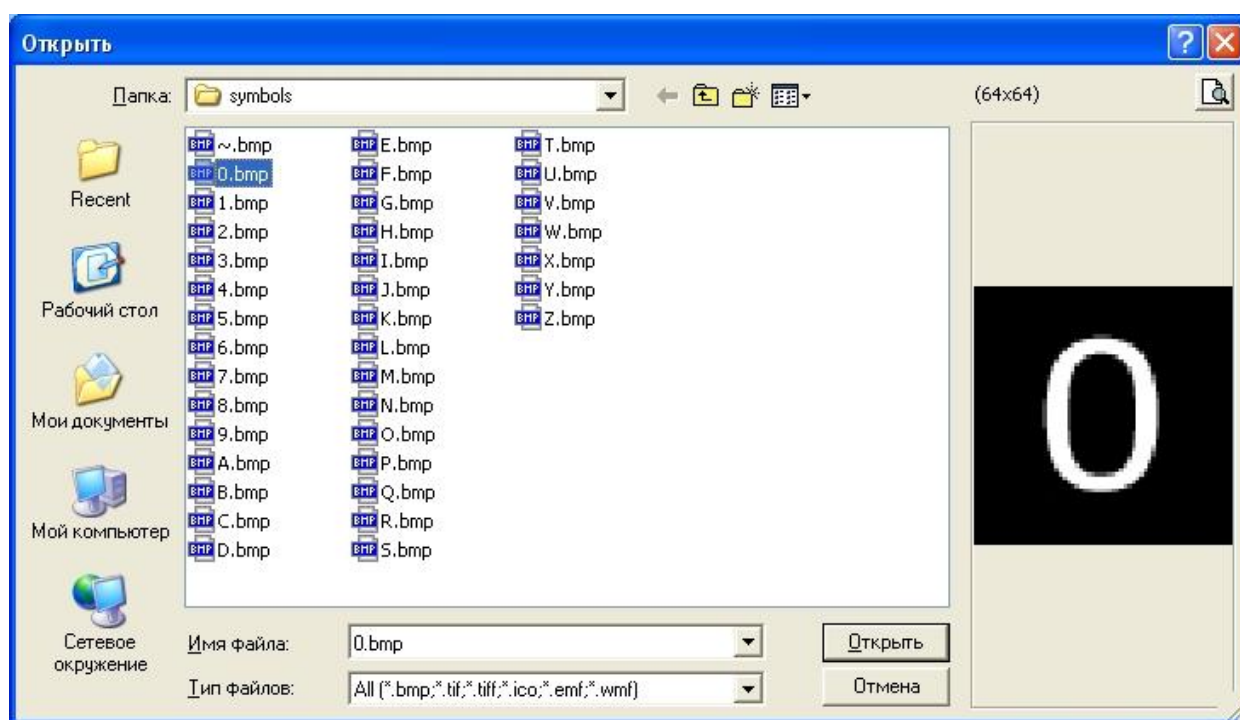 Открыть
Папка: symbols (64x64)
~.bmp E.bmp T.bmp
0.bmp F.bmp U.bmp
1.bmp G.bmp V.bmp
2.bmp H.bmp W.bmp
3.bmp I.bmp X.bmp
4.bmp J.bmp Y.bmp
5.bmp K.bmp Z.bmp
6.bmp L.bmp
7.bmp M.bmp
8.bmp N.bmp
9.bmp O.bmp
A.bmp P.bmp
B.bmp Q.bmp
C.bmp R.bmp
D.bmp S.bmp
Recent
Рабочий стол
Мои документы
Мой компьютер
Сетевое
окружение
0
Имя файла: 0.bmp Открыть
Тип файлов: All (*.bmp;*.tif;*.tiff;*.ico;*.emf;*.wmf) Отмена